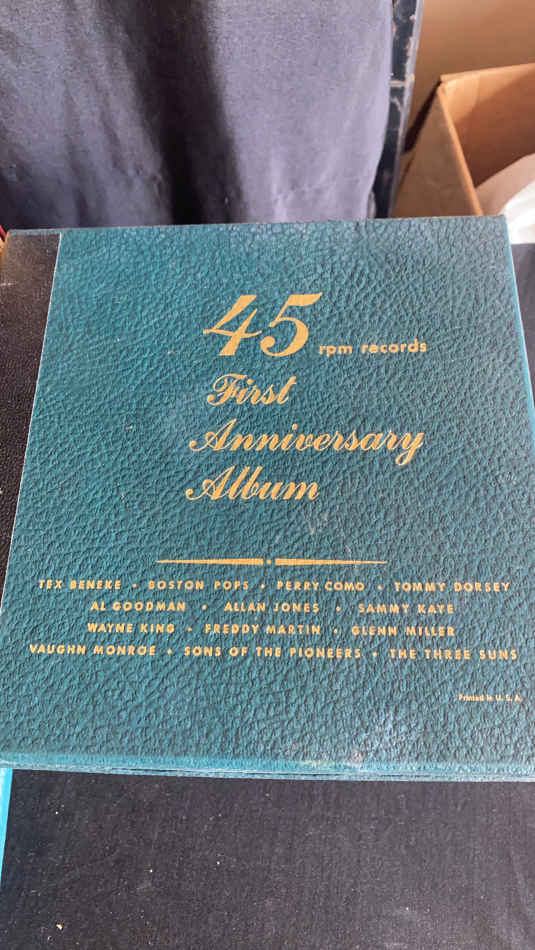 45 rpm records
First
Anniversary
Album
TEX BENEKE • BOSTON POPS • PERRY COMO • TOMMY DORSEY
AL GOODMAN • ALLAN JONES • SAMMY KAYE
WAYNE KING • FREDDY MARTIN • GLENN MILLER
VAUGHN MONROE • SONS OF THE PIONEERS • THE THREE SUNS
Printed in U. S. A.